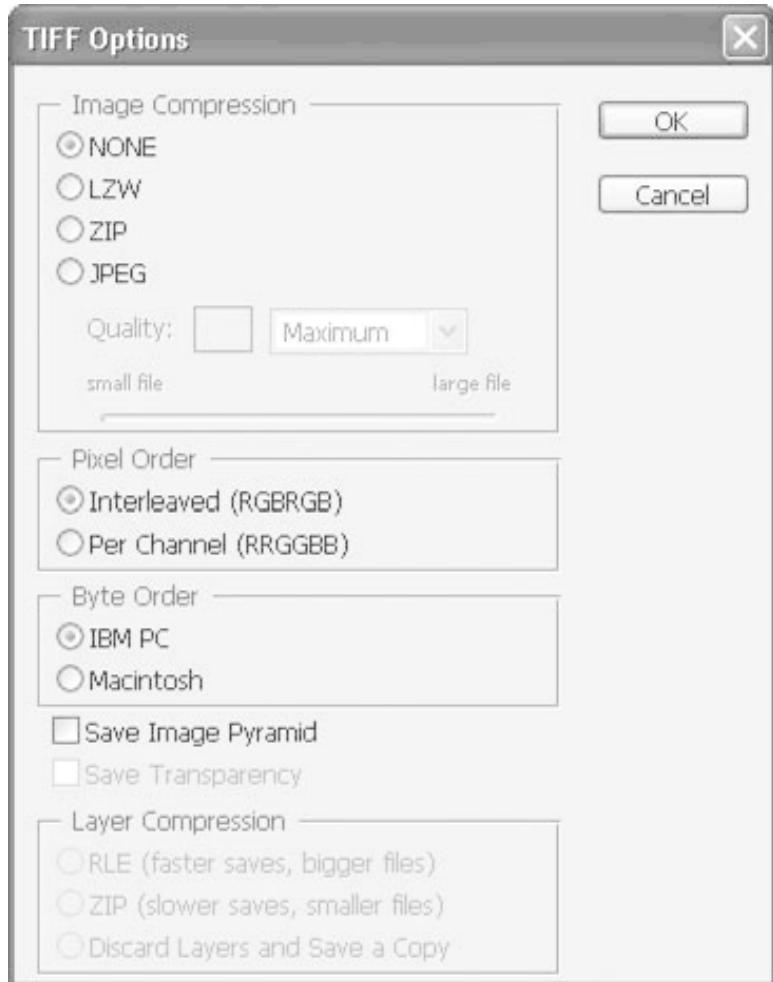 TIFF Options
Image Compression
NONE
LZW
ZIP
JPEG
Quality:
Maximum
small file
large file
OK
Cancel
Pixel Order
Interleaved (RGBRGB)
Per Channel (RRGGBB)
Byte Order
IBM PC
Macintosh
Save Image Pyramid
Save Transparency
Layer Compression
RLE (faster saves, bigger files)
ZIP (slower saves, smaller files)
Discard Layers and Save a Copy